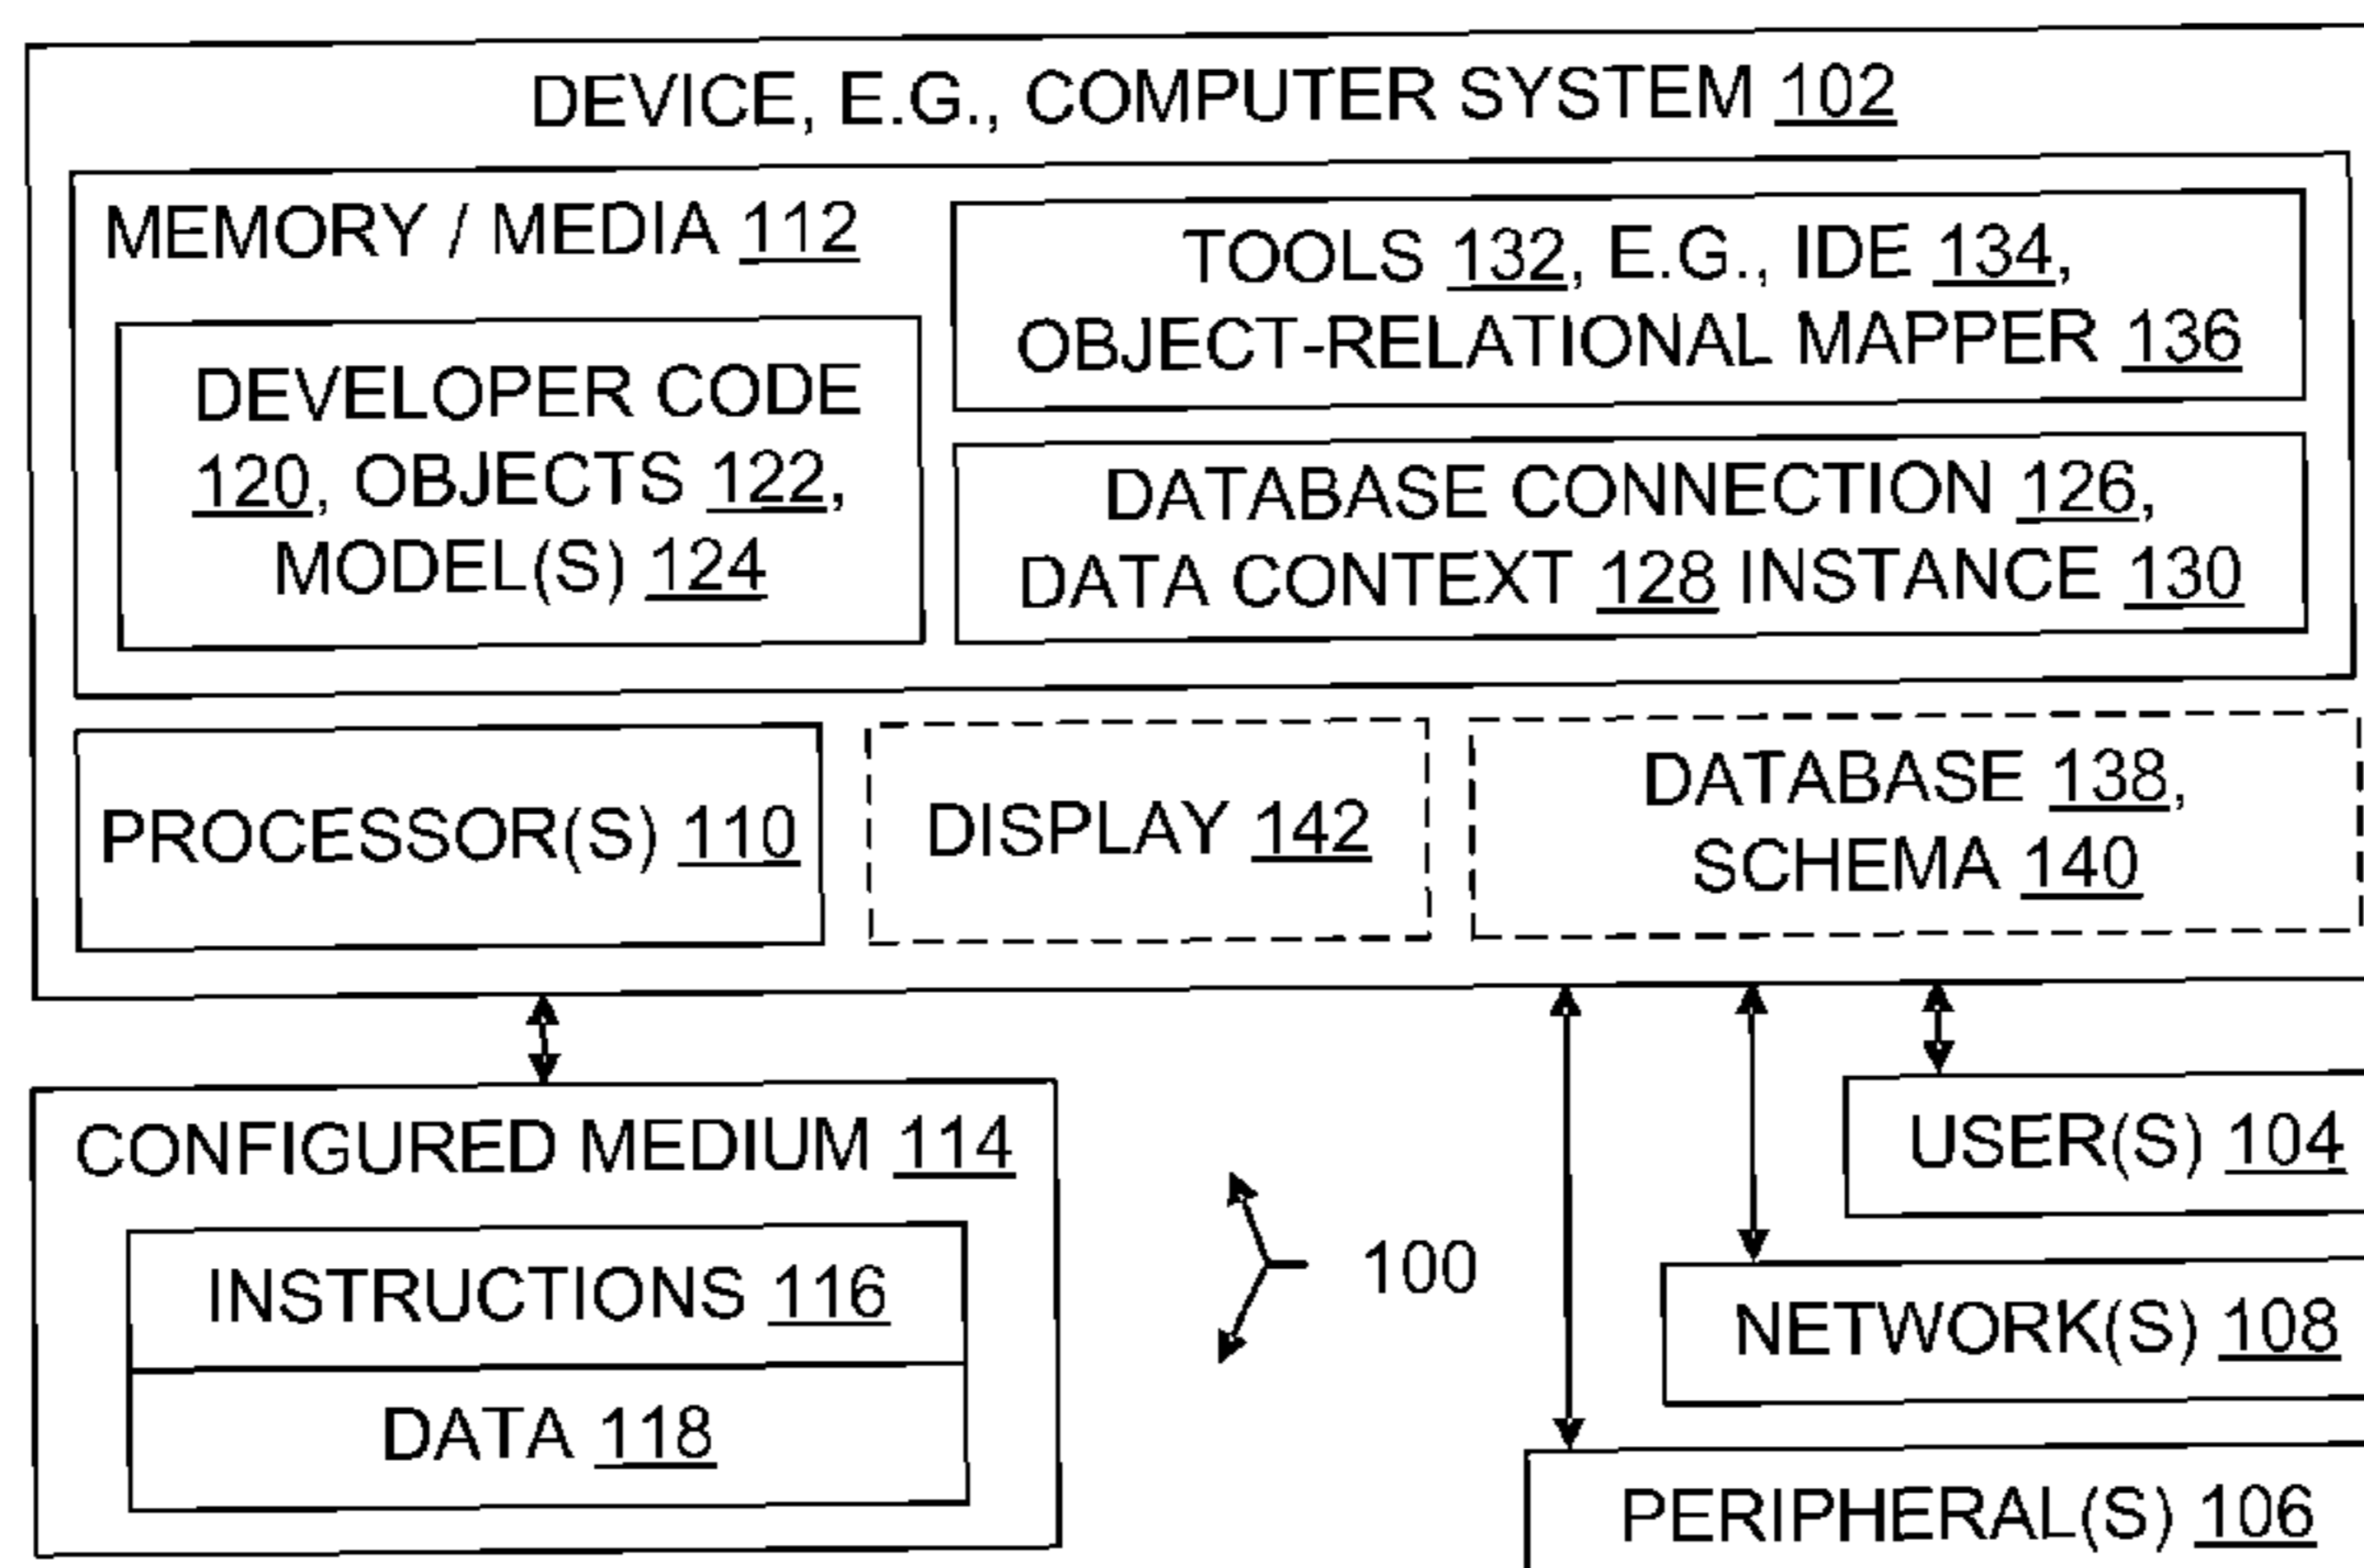 DEVICE, E.G., COMPUTER SYSTEM 102
MEMORY / MEDIA 112
DEVELOPER CODE
120, OBJECTS 122,
MODEL(S) 124
TOOLS 132, E.G., IDE 134,
OBJECT-RELATIONAL MAPPER 136
DATABASE CONNECTION 126,
DATA CONTEXT 128 INSTANCE 130
PROCESSOR(S) 110
DISPLAY 142
DATABASE 138,
SCHEMA 140
CONFIGURED MEDIUM 114
INSTRUCTIONS 116
DATA 118
100
USER(S) 104
NETWORK(S) 108
PERIPHERAL(S) 106